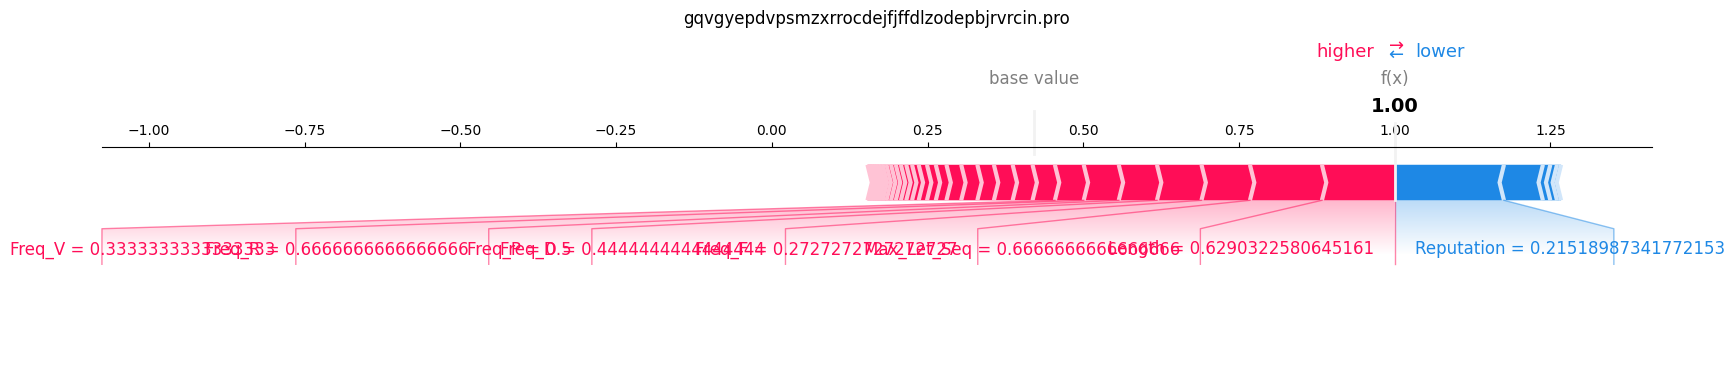 gqvgyepdvpsmzxrrocdejfjffdlzodepbjrvrcin.pro
higher ⇄ lower
base value
f(x)
1.00
−1.00 −0.75 −0.50 −0.25 0.00 0.25 0.50 0.75 1.00 1.25
Freq_V = 0.3333333333333333 Freq_R = 0.6666666666666666 Freq_P = 0.5 Freq_D = 0.4444444444444444 Freq_F = 0.2727272727272727 Max_Let_Seq = 0.6666666666666666 Length = 0.6290322580645161 Reputation = 0.21518987341772153